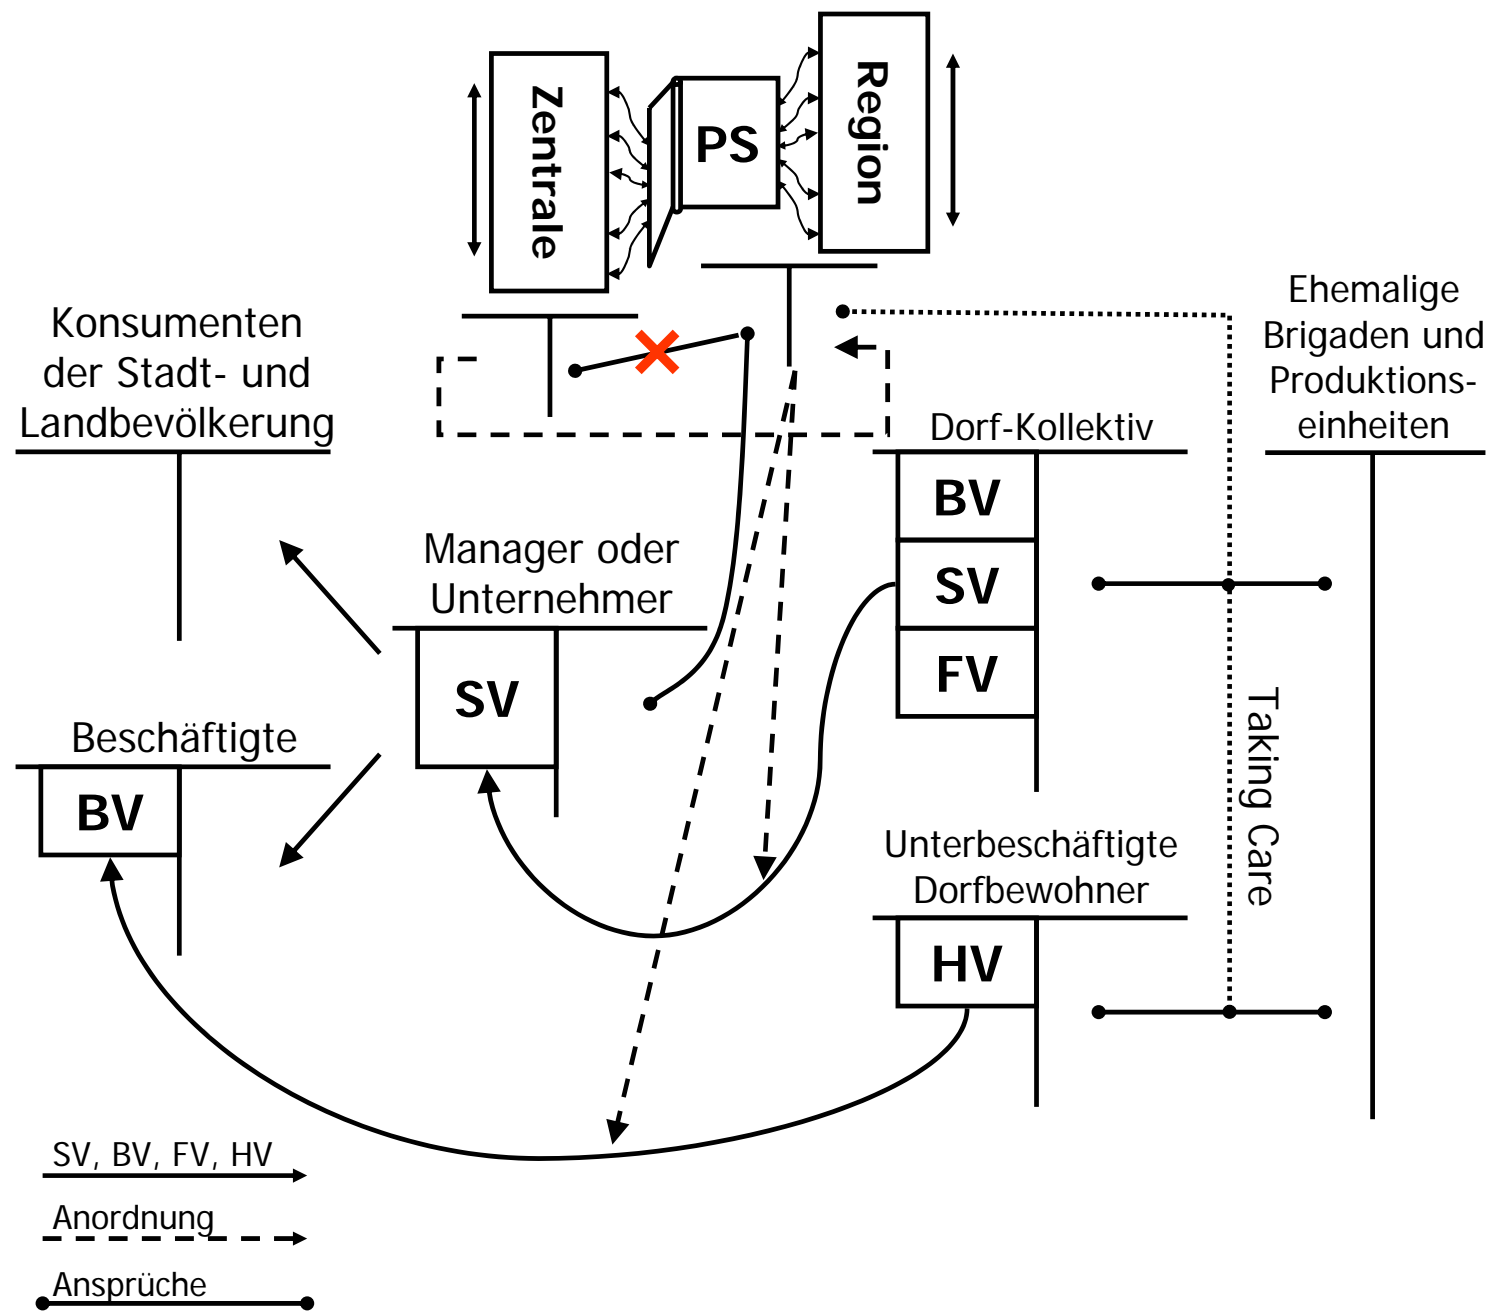 Zentrale
PS
Region
Konsumenten
der Stadt- und
Landbevölkerung
Ehemalige
Brigaden und
Produktions-
einheiten
Dorf-Kollektiv
BV
SV
FV
Manager oder
Unternehmer
SV
Beschäftigte
BV
Taking Care
Unterbeschäftigte
Dorfbewohner
HV
SV, BV, FV, HV
Anordnung
Ansprüche